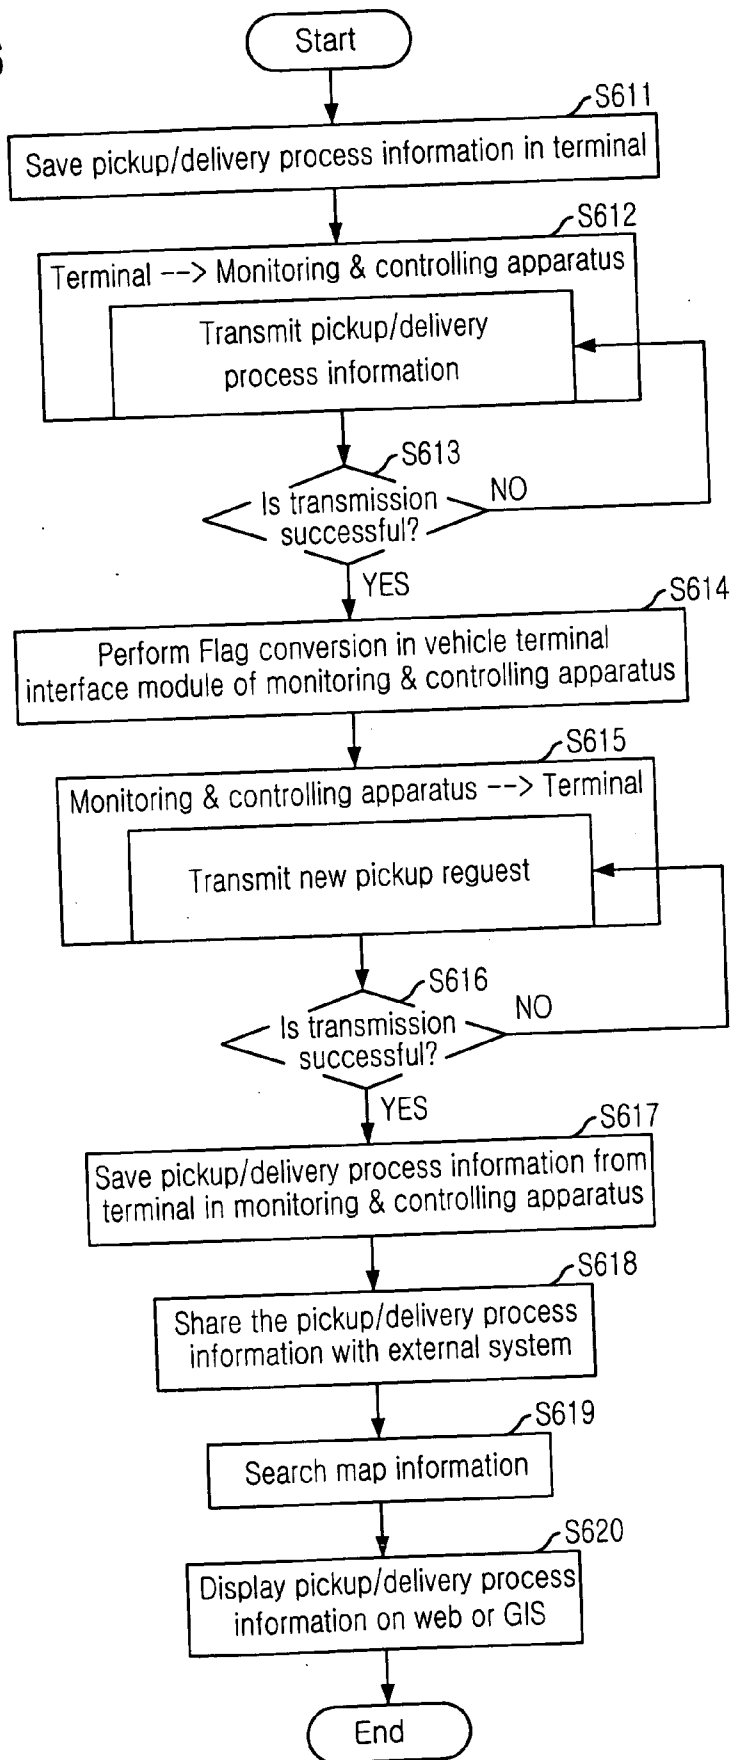 Start
S611
Save pickup/delivery process information in terminal
S612
Terminal --> Monitoring & controlling apparatus
Transmit pickup/delivery
process information
S613
Is transmission
successful?
NO
YES
S614
Perform Flag conversion in vehicle terminal
interface module of monitoring & controlling apparatus
S615
Monitoring & controlling apparatus --> Terminal
Transmit new pickup reguest
S616
Is transmission
successful?
NO
YES
S617
Save pickup/delivery process information from
terminal in monitoring & controlling apparatus
S618
Share the pickup/delivery process
information with external system
S619
Search map information
S620
Display pickup/delivery process
information on web or GIS
End